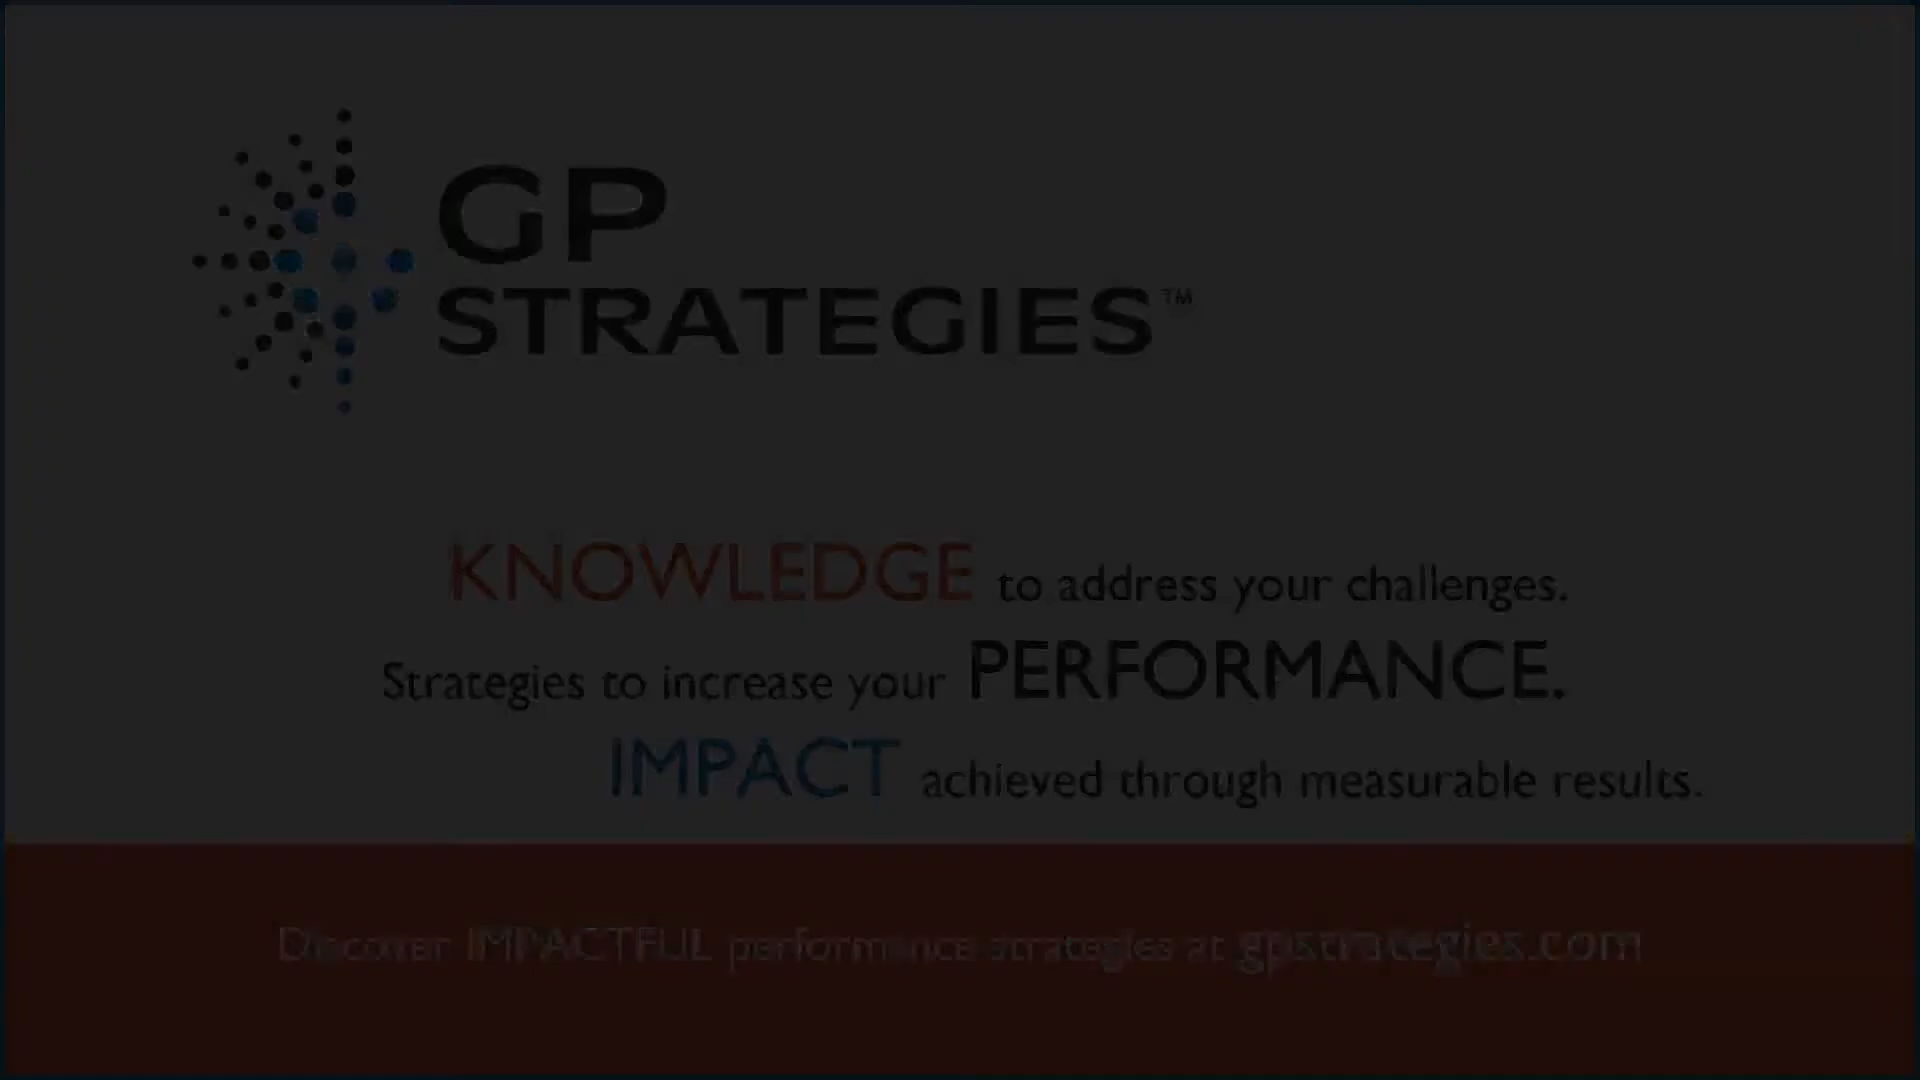 GP
STRATEGIES™
KNOWLEDGE to address your challenges.
Strategies to increase your PERFORMANCE.
IMPACT achieved through measurable results.
Discover IMPACTFUL performance strategies at gpstrategies.com